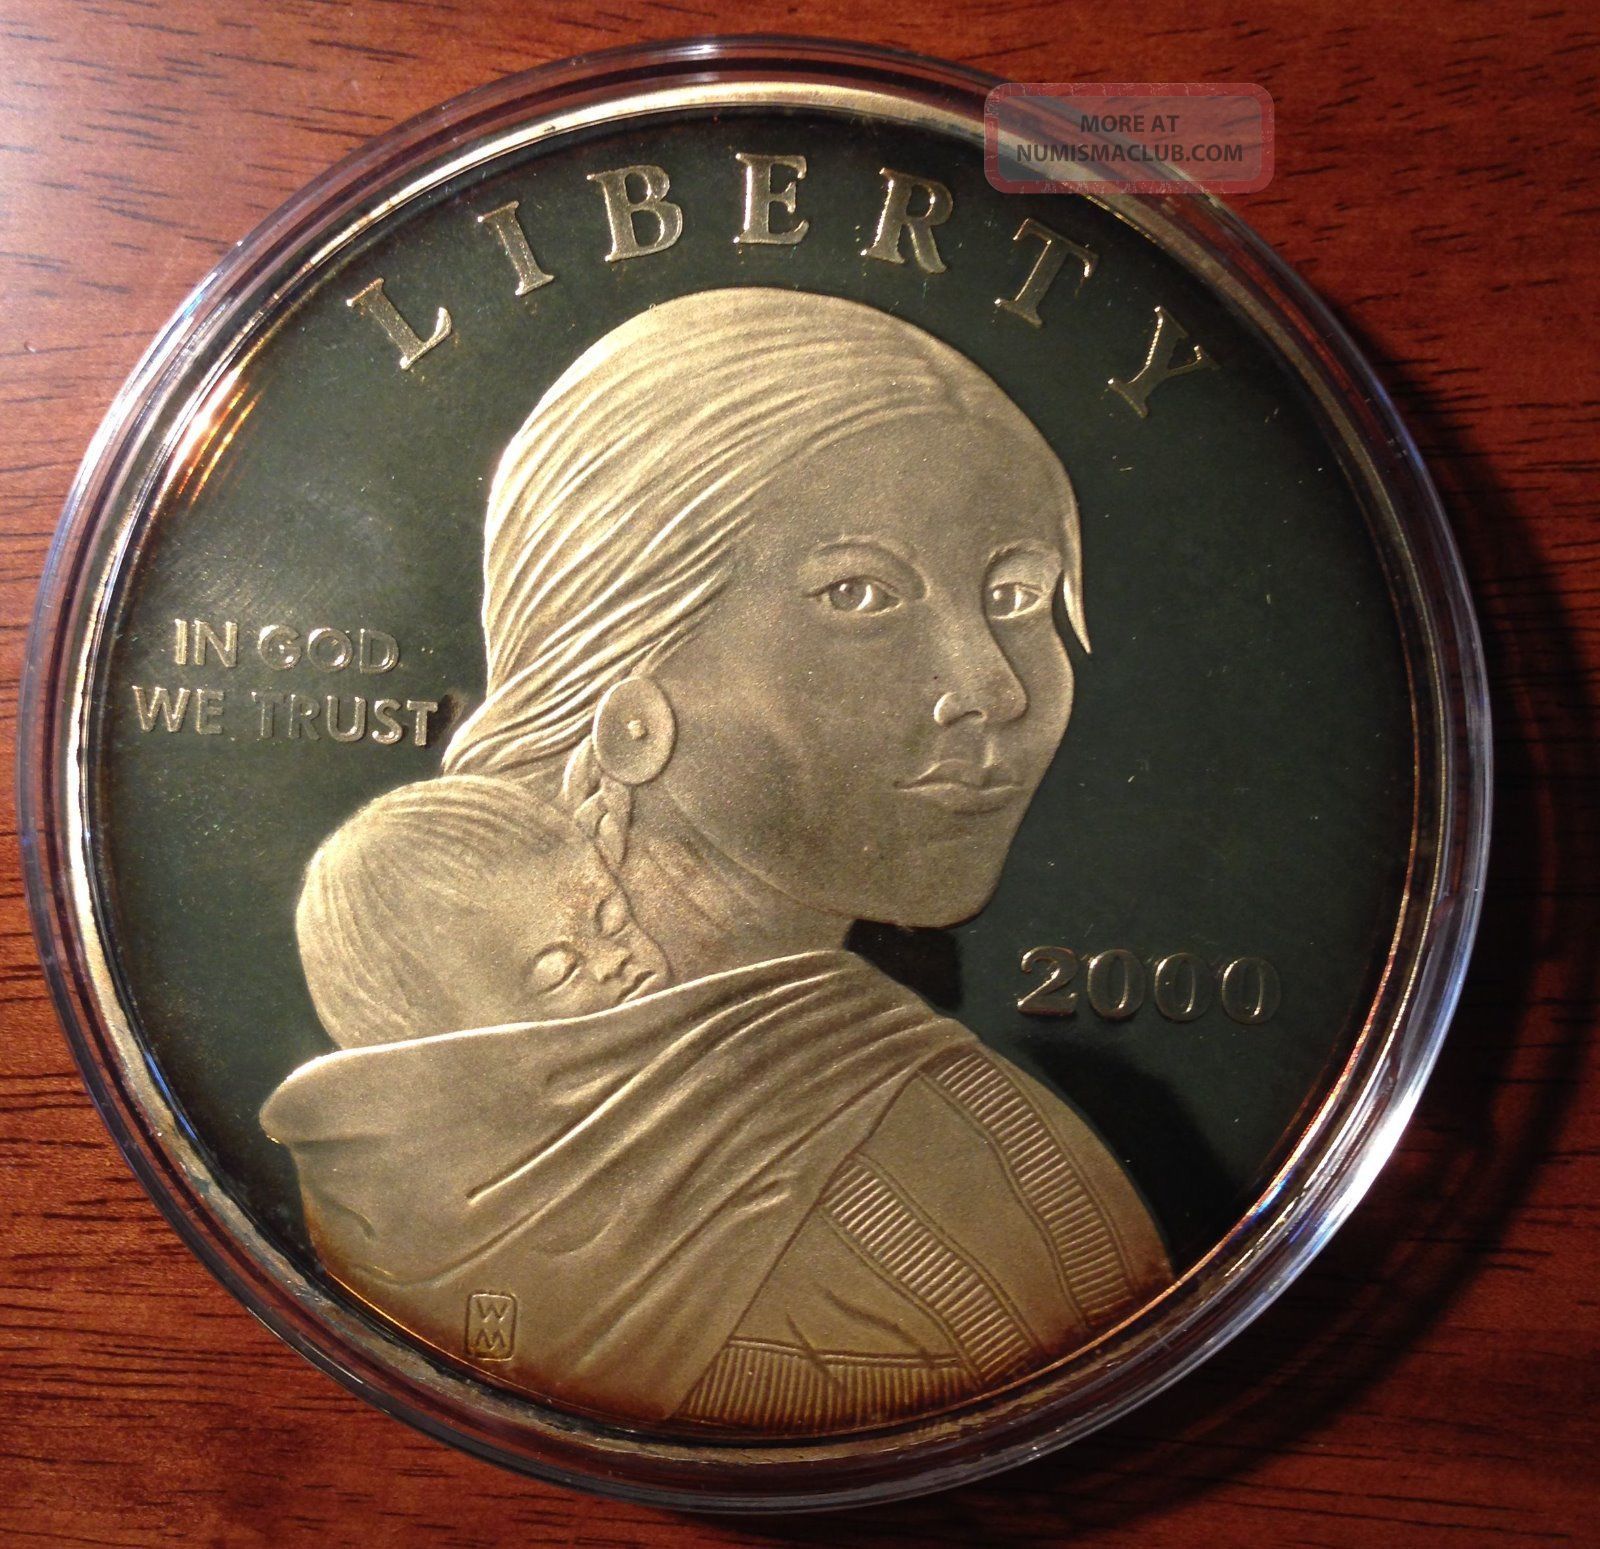 MORE AT
NUMISMACLUB.COM
LIBERTY
IN GOD
WE TRUST
2000
W
M